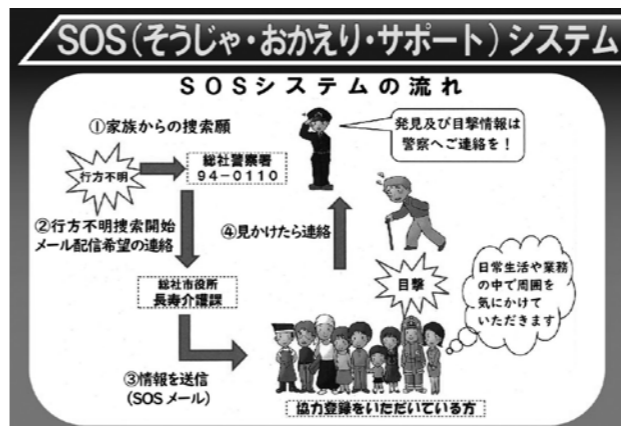 SOS(そうじゃ・おかえり・サポート)システム
SOSシステムの流れ
①家族からの捜索願
行方不明
総社警察署
94-0110
発見及び目撃情報は
警察へご連絡を！
②行方不明捜索開始
メール配信希望の連絡
④見かけたら連絡
総社市役所
長寿介護課
目撃
日常生活や業務
の中で周囲を
気にかけて
いただきます
③情報を送信
(SOSメール)
協力登録をいただいている方